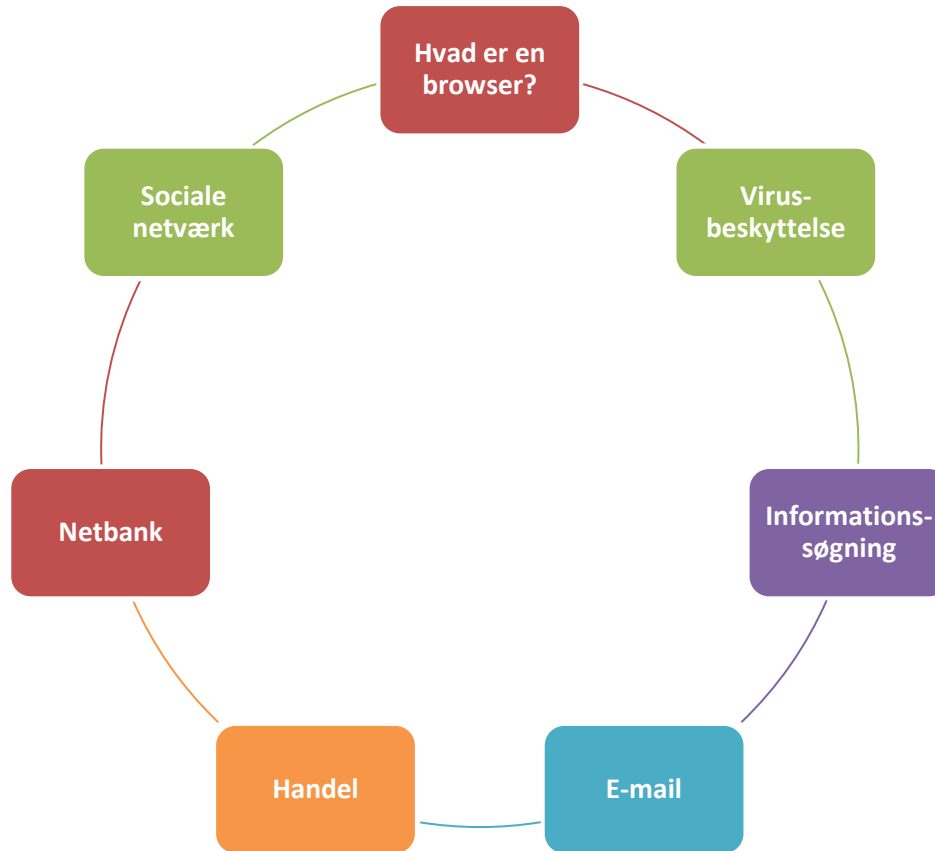 Hvad er en
browser?
Virus-
beskyttelse
Informations-
søgning
E-mail
Handel
Netbank
Sociale
netværk